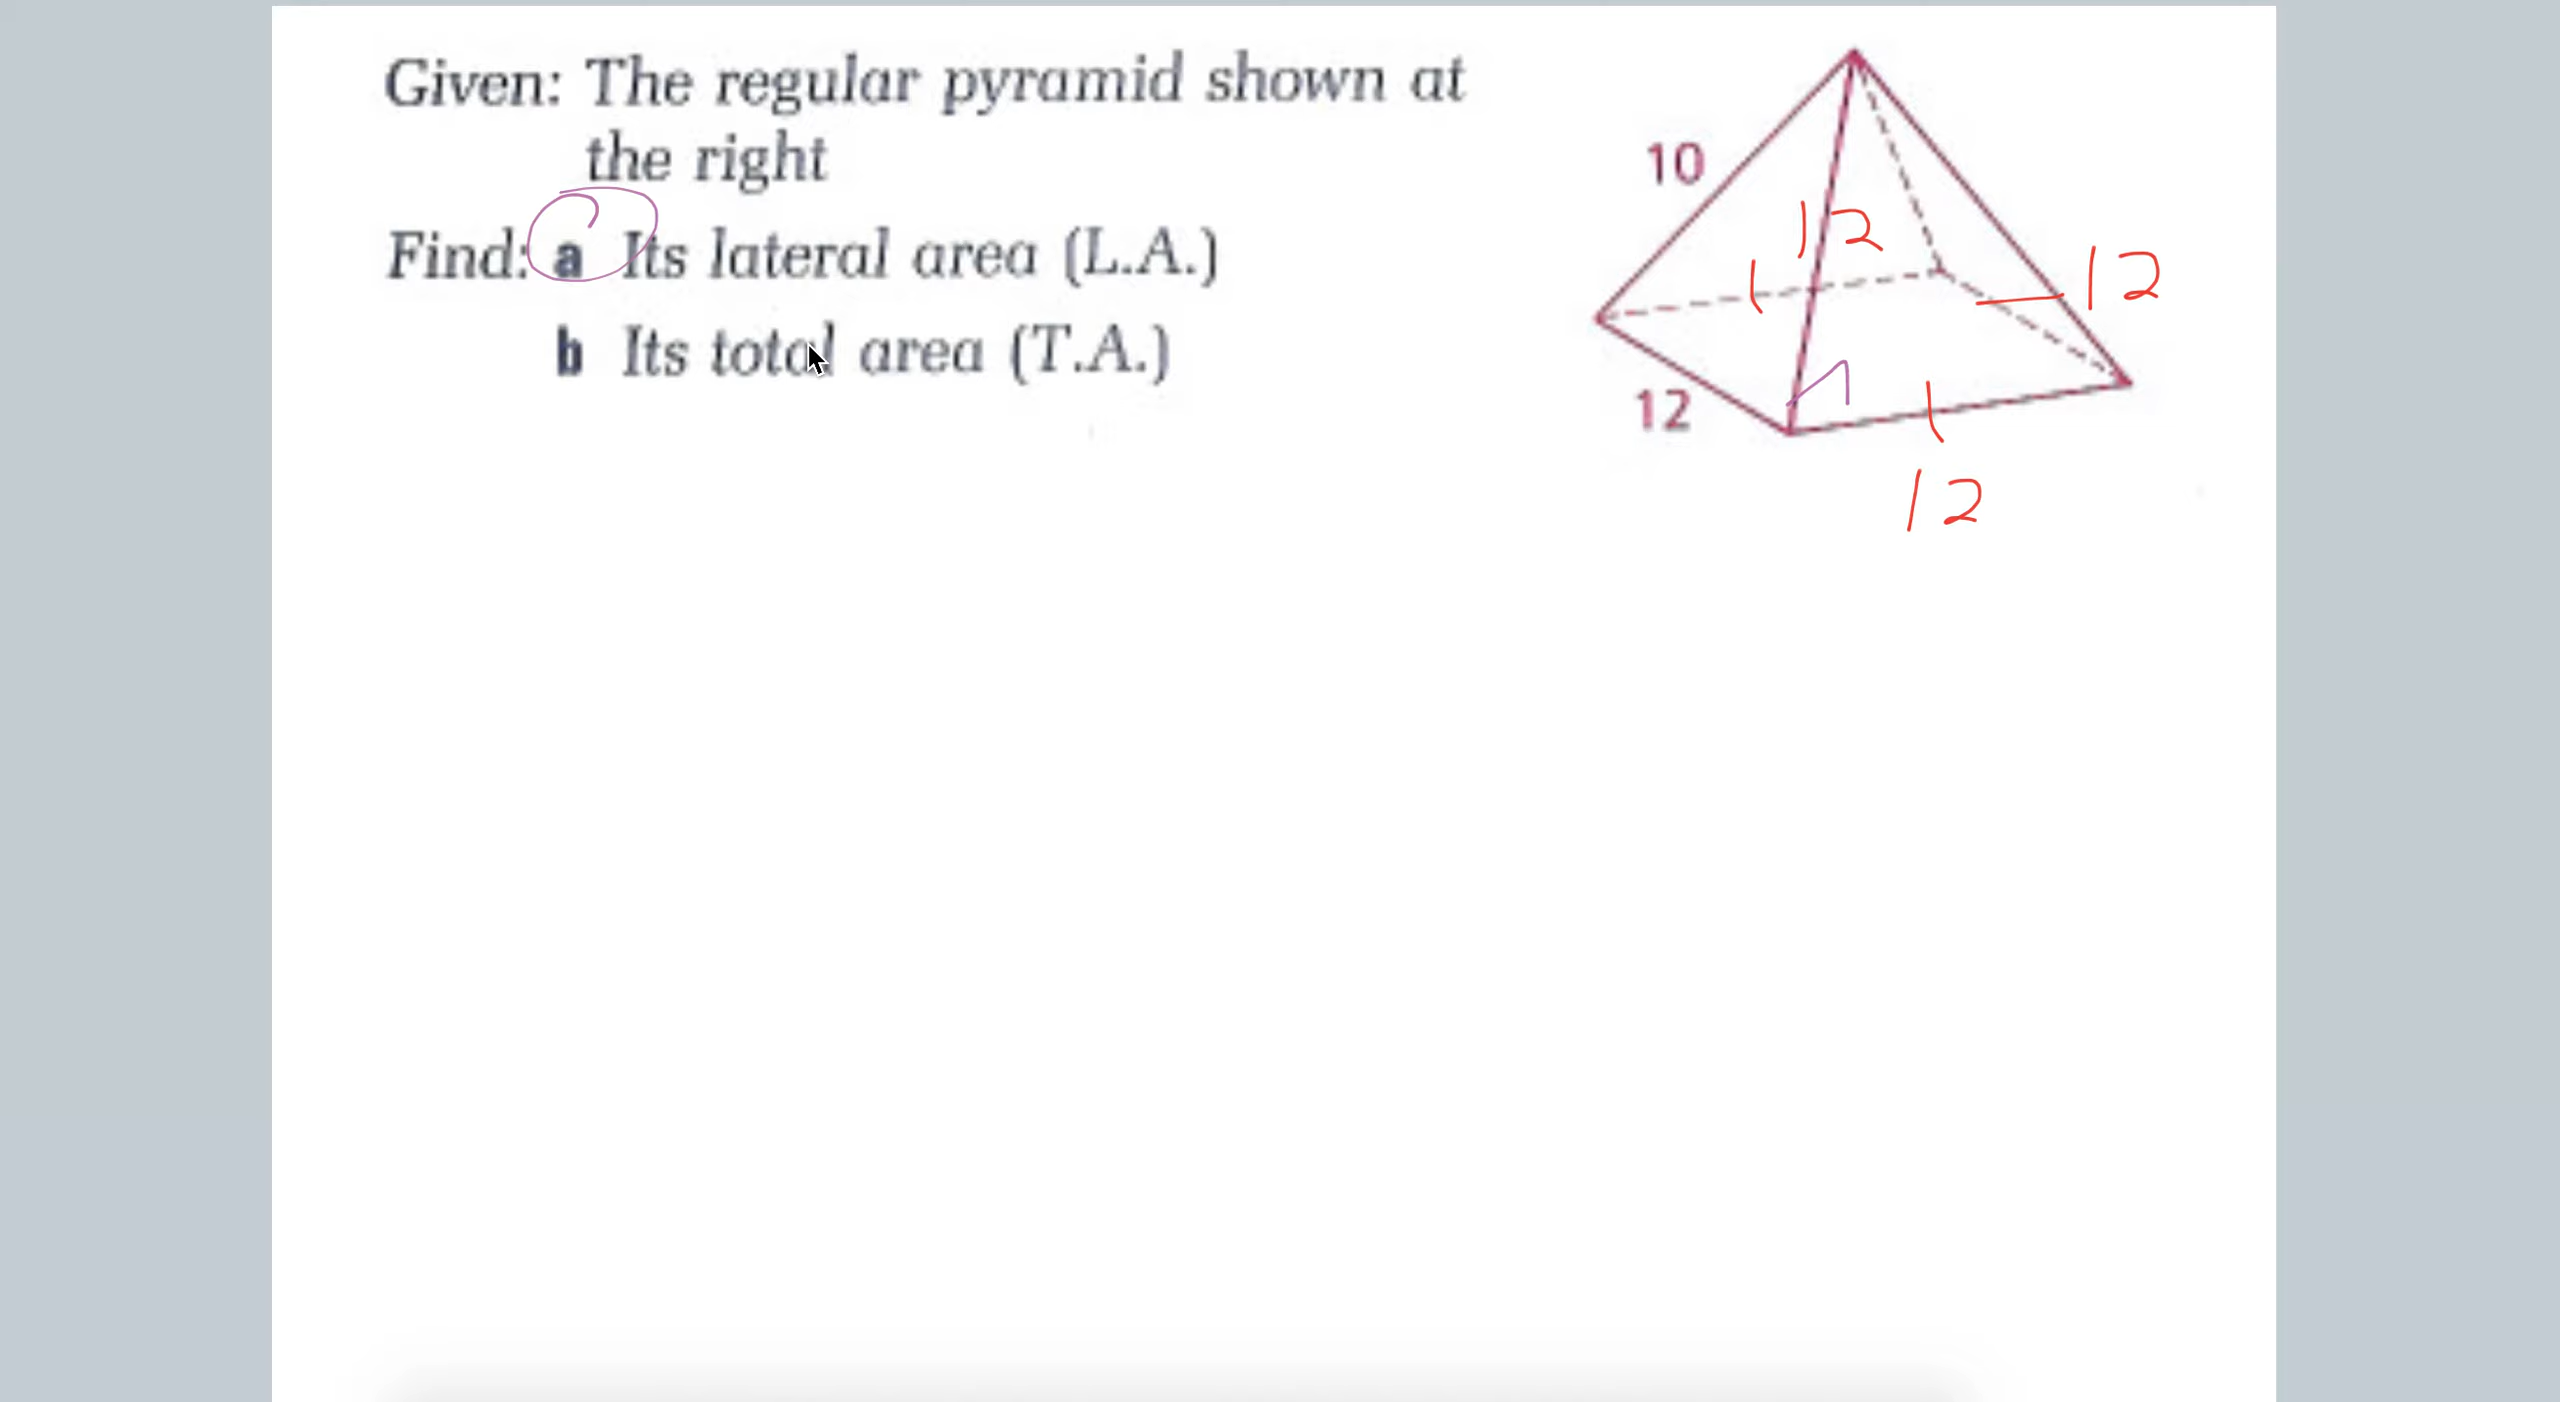 Given: The regular pyramid shown at
the right
Find: a Its lateral area (L.A.)
b Its total area (T.A.)
10
12
12
12
12